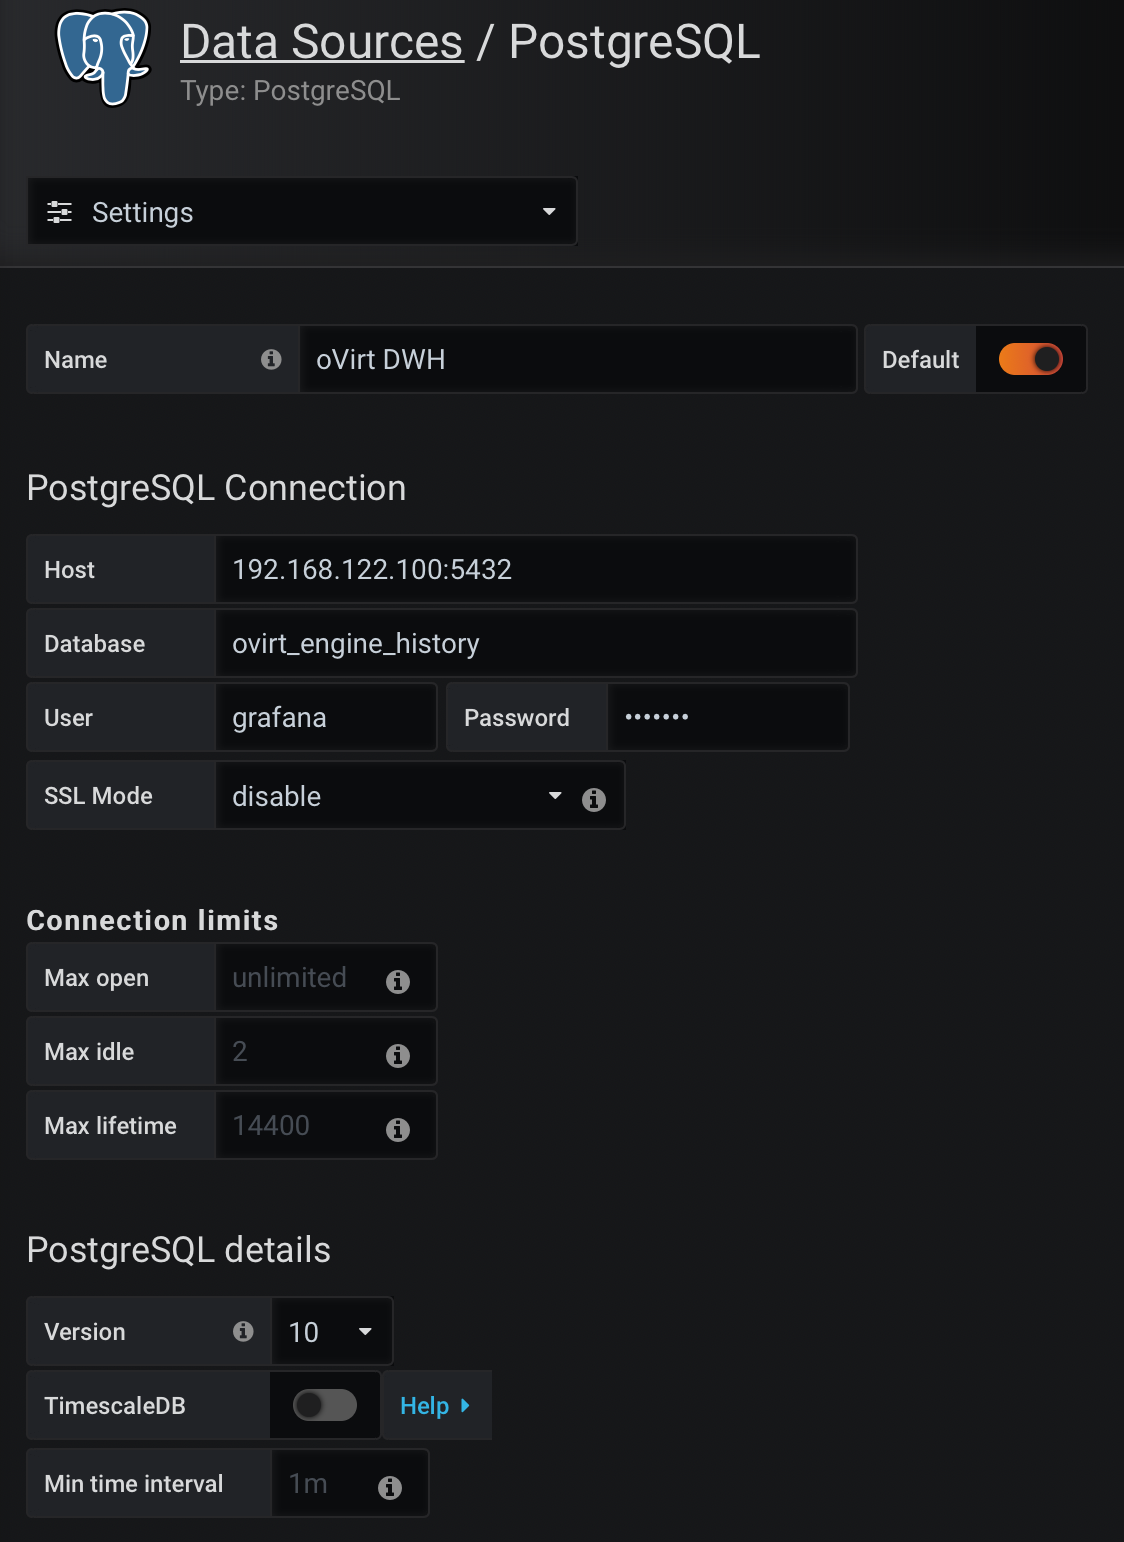 Data Sources / PostgreSQL
Type: PostgreSQL
Settings
Name oVirt DWH Default
PostgreSQL Connection
Host 192.168.122.100:5432
Database ovirt_engine_history
User grafana Password •••••••
SSL Mode disable
Connection limits
Max open unlimited
Max idle 2
Max lifetime 14400
PostgreSQL details
Version 10
TimescaleDB Help
Min time interval 1m